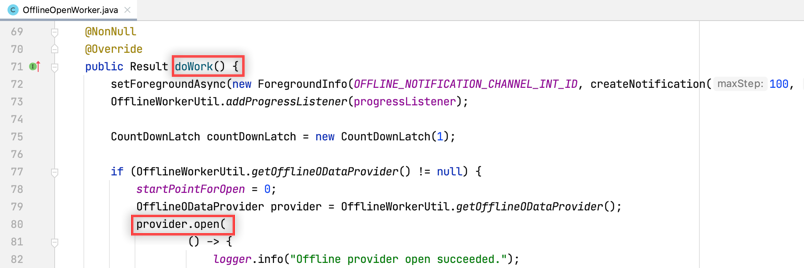 OfflineOpenWorker.java
69 @NonNull
70 @Override
71 public Result doWork() {
72 setForegroundAsync(new ForegroundInfo(OFFLINE_NOTIFICATION_CHANNEL_INT_ID, createNotification( maxStep: 100,
73 OfflineWorkerUtil.addProgressListener(progressListener);
74
75 CountDownLatch countDownLatch = new CountDownLatch(1);
76
77 if (OfflineWorkerUtil.getOfflineODataProvider() != null) {
78 startPointForOpen = 0;
79 OfflineODataProvider provider = OfflineWorkerUtil.getOfflineODataProvider();
80 provider.open(
81 () -> {
82 logger.info("Offline provider open succeeded.");